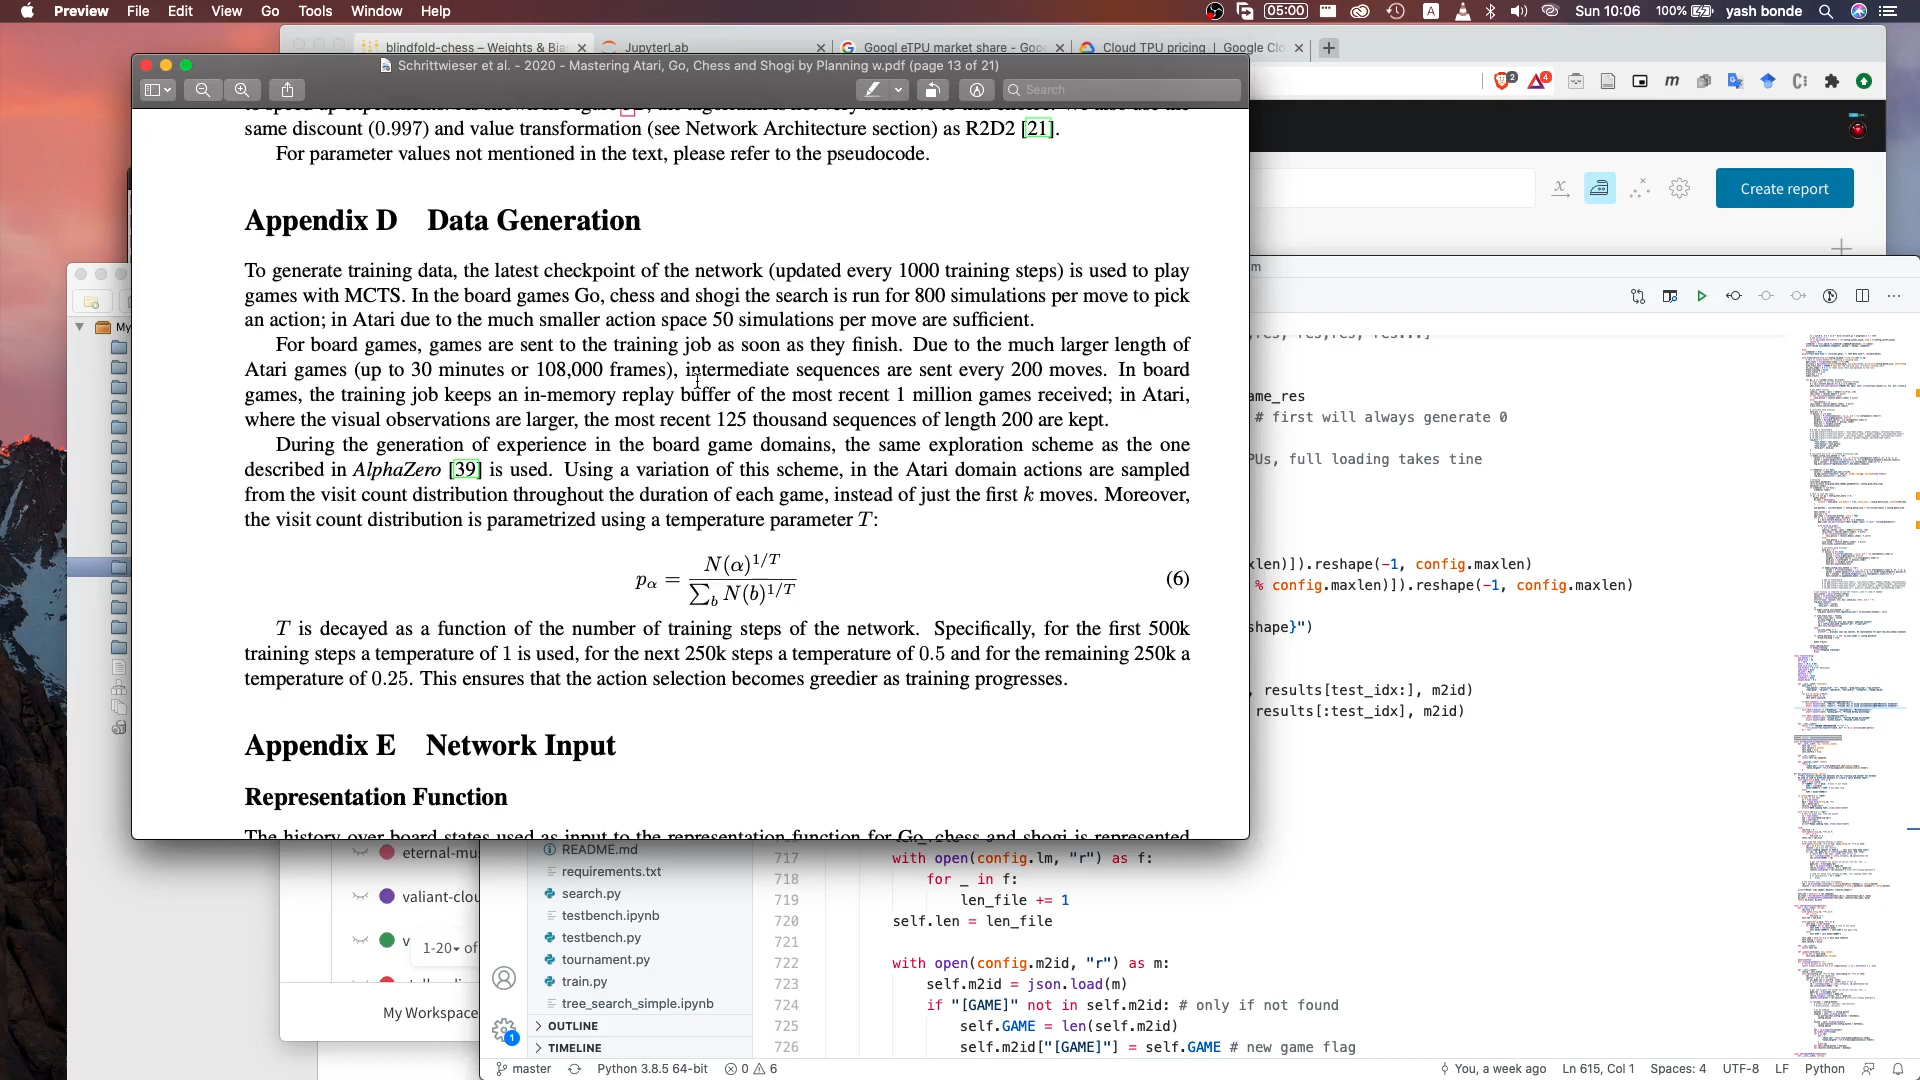 Preview File Edit View Go Tools Window Help
05:00 Sun 10:06 100% yash bonde
blindfold-chess – Weights & Bia
JupyterLab
Googl eTPU market share - Goo
Cloud TPU pricing | Google Clo
Schrittwieser et al. - 2020 - Mastering Atari, Go, Chess and Shogi by Planning w.pdf (page 13 of 21)
Search
same discount (0.997) and value transformation (see Network Architecture section) as R2D2 [21].
For parameter values not mentioned in the text, please refer to the pseudocode.
Create report
Appendix D Data Generation
To generate training data, the latest checkpoint of the network (updated every 1000 training steps) is used to play
games with MCTS. In the board games Go, chess and shogi the search is run for 800 simulations per move to pick
an action; in Atari due to the much smaller action space 50 simulations per move are sufficient.
For board games, games are sent to the training job as soon as they finish. Due to the much larger length of
Atari games (up to 30 minutes or 108,000 frames), intermediate sequences are sent every 200 moves. In board
games, the training job keeps an in-memory replay buffer of the most recent 1 million games received; in Atari,
where the visual observations are larger, the most recent 125 thousand sequences of length 200 are kept.
During the generation of experience in the board game domains, the same exploration scheme as the one
described in AlphaZero [39] is used. Using a variation of this scheme, in the Atari domain actions are sampled
from the visit count distribution throughout the duration of each game, instead of just the first k moves. Moreover,
the visit count distribution is parametrized using a temperature parameter T:
pα = N(α)^1/T / ∑b N(b)^1/T (6)
T is decayed as a function of the number of training steps of the network. Specifically, for the first 500k
training steps a temperature of 1 is used, for the next 250k steps a temperature of 0.5 and for the remaining 250k a
temperature of 0.25. This ensures that the action selection becomes greedier as training progresses.
Appendix E Network Input
Representation Function
The history over board states used as input to the representation function for Go, chess and shogi is represented
My
m
ame_res
# first will always generate 0
PUs, full loading takes tine
len)]).reshape(-1, config.maxlen)
% config.maxlen)]).reshape(-1, config.maxlen)
shape}")
, results[test_idx:], m2id)
results[:test_idx], m2id)
eternal-mu
valiant-clou
v
1-20 of
My Workspace
README.md
requirements.txt
search.py
testbench.ipynb
testbench.py
tournament.py
train.py
tree_search_simple.ipynb
OUTLINE
TIMELINE
717 with open(config.lm, "r") as f:
718 for _ in f:
719 len_file += 1
720 self.len = len_file
721
722 with open(config.m2id, "r") as m:
723 self.m2id = json.load(m)
724 if "[GAME]" not in self.m2id: # only if not found
725 self.GAME = len(self.m2id)
726 self.m2id["[GAME]"] = self.GAME # new game flag
master Python 3.8.5 64-bit 0 6 You, a week ago Ln 615, Col 1 Spaces: 4 UTF-8 LF Python